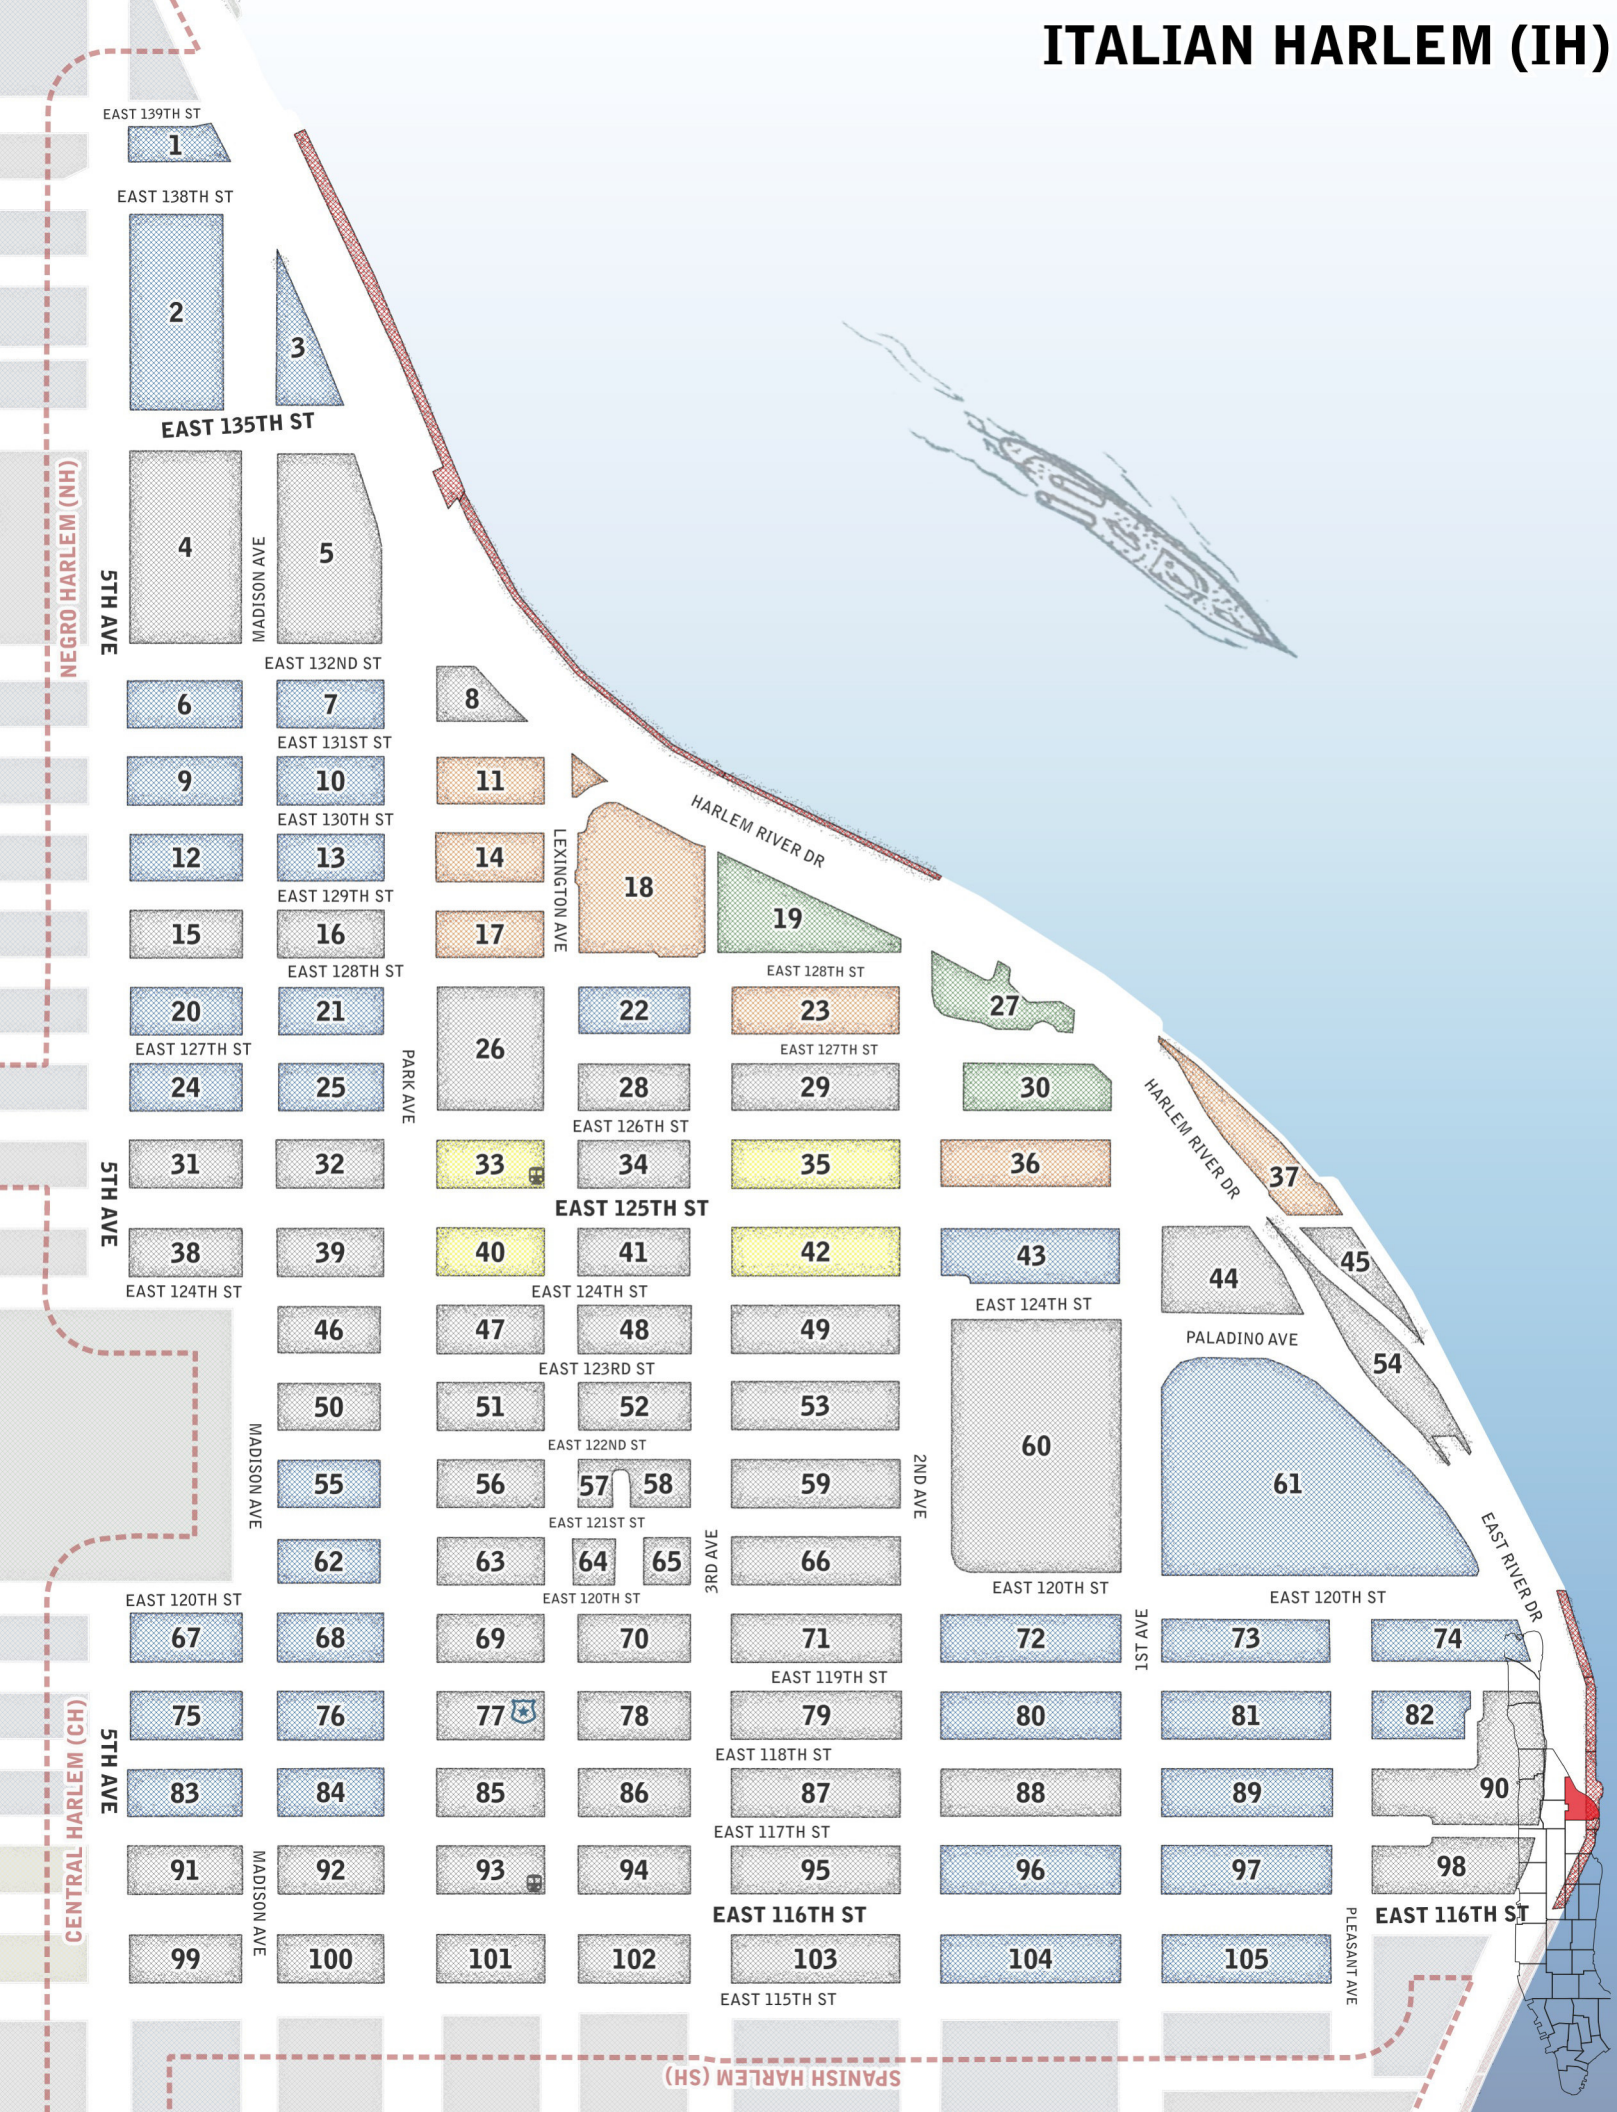 ITALIAN HARLEM (IH)
EAST 139TH ST
1
EAST 138TH ST
2
3
EAST 135TH ST
NEGRO HARLEM (NH)
5TH AVE
4
MADISON AVE
5
EAST 132ND ST
6
7
8
EAST 131ST ST
9
10
11
HARLEM RIVER DR
EAST 130TH ST
12
13
14
LEXINGTON AVE
18
EAST 129TH ST
15
16
17
19
EAST 128TH ST
EAST 128TH ST
20
21
22
23
27
26
EAST 127TH ST
EAST 127TH ST
24
25
PARK AVE
28
29
30
HARLEM RIVER DR
EAST 126TH ST
5TH AVE
31
32
33
34
35
36
37
EAST 125TH ST
38
39
40
41
42
43
44
45
EAST 124TH ST
EAST 124TH ST
EAST 124TH ST
46
47
48
49
PALADINO AVE
54
EAST 123RD ST
50
51
52
53
60
MADISON AVE
EAST 122ND ST
55
56
57
58
59
2ND AVE
61
EAST 121ST ST
62
63
64
65
3RD AVE
66
EAST RIVER DR
EAST 120TH ST
EAST 120TH ST
EAST 120TH ST
EAST 120TH ST
67
68
69
70
71
72
1ST AVE
73
74
EAST 119TH ST
CENTRAL HARLEM (CH)
5TH AVE
75
76
77
78
79
80
81
82
EAST 118TH ST
83
84
85
86
87
88
89
90
EAST 117TH ST
91
MADISON AVE
92
93
94
95
96
97
98
EAST 116TH ST
EAST 116TH ST
99
100
101
102
103
104
105
PLEASANT AVE
EAST 115TH ST
SPANISH HARLEM (SH)